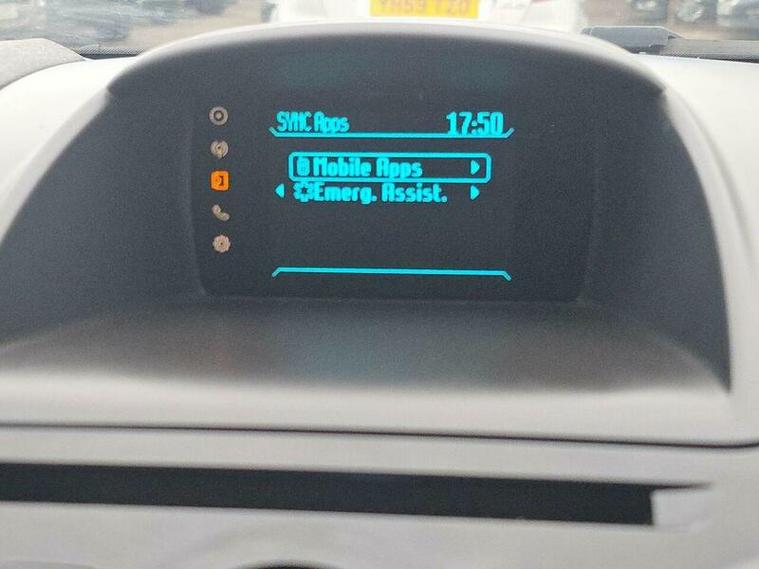 SYNC Apps 17:50
Mobile Apps
Emerg. Assist.